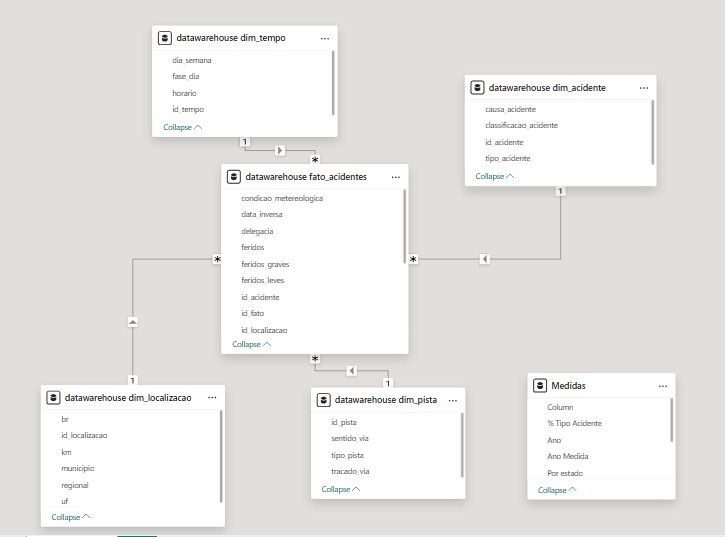 datawarehouse dim_tempo
dia_semana
fase_dia
horario
id_tempo
Collapse
datawarehouse dim_acidente
causa_acidente
classificacao_acidente
id_acidente
tipo_acidente
Collapse
1
*
1
datawarehouse fato_acidentes
condicao_metereologica
data_inversa
delegacia
feridos
feridos_graves
feridos_leves
id_acidente
id_fato
id_localizacao
Collapse
*
*
*
1
1
datawarehouse dim_localizacao
br
id_localizacao
km
municipio
regional
uf
Collapse
datawarehouse dim_pista
id_pista
sentido_via
tipo_pista
tracado_via
Collapse
Medidas
Column
% Tipo Acidente
Ano
Ano Medida
Por estado
Collapse